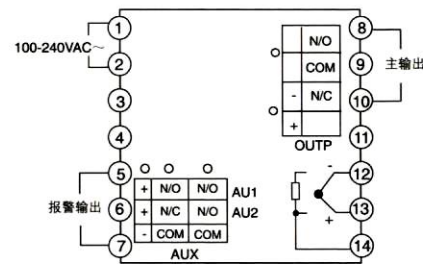 1
8
100-240VAC～
N/O
2
COM
9
主输出
- N/C
10
3
+
4
OUTP
11
5
12
-
+ N/O N/O AU1
报警输出
6
+ N/C N/O AU2
13
+
- COM COM
7
AUX
14